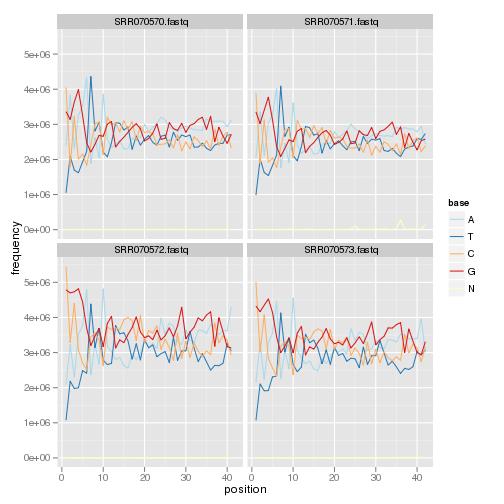 SRR070570.fastq SRR070571.fastq
5e+06
4e+06
3e+06
2e+06
1e+06
0e+00
SRR070572.fastq SRR070573.fastq
5e+06
4e+06
3e+06
2e+06
1e+06
0e+00
0 10 20 30 40 0 10 20 30 40
position
frequency
base
A
T
C
G
N